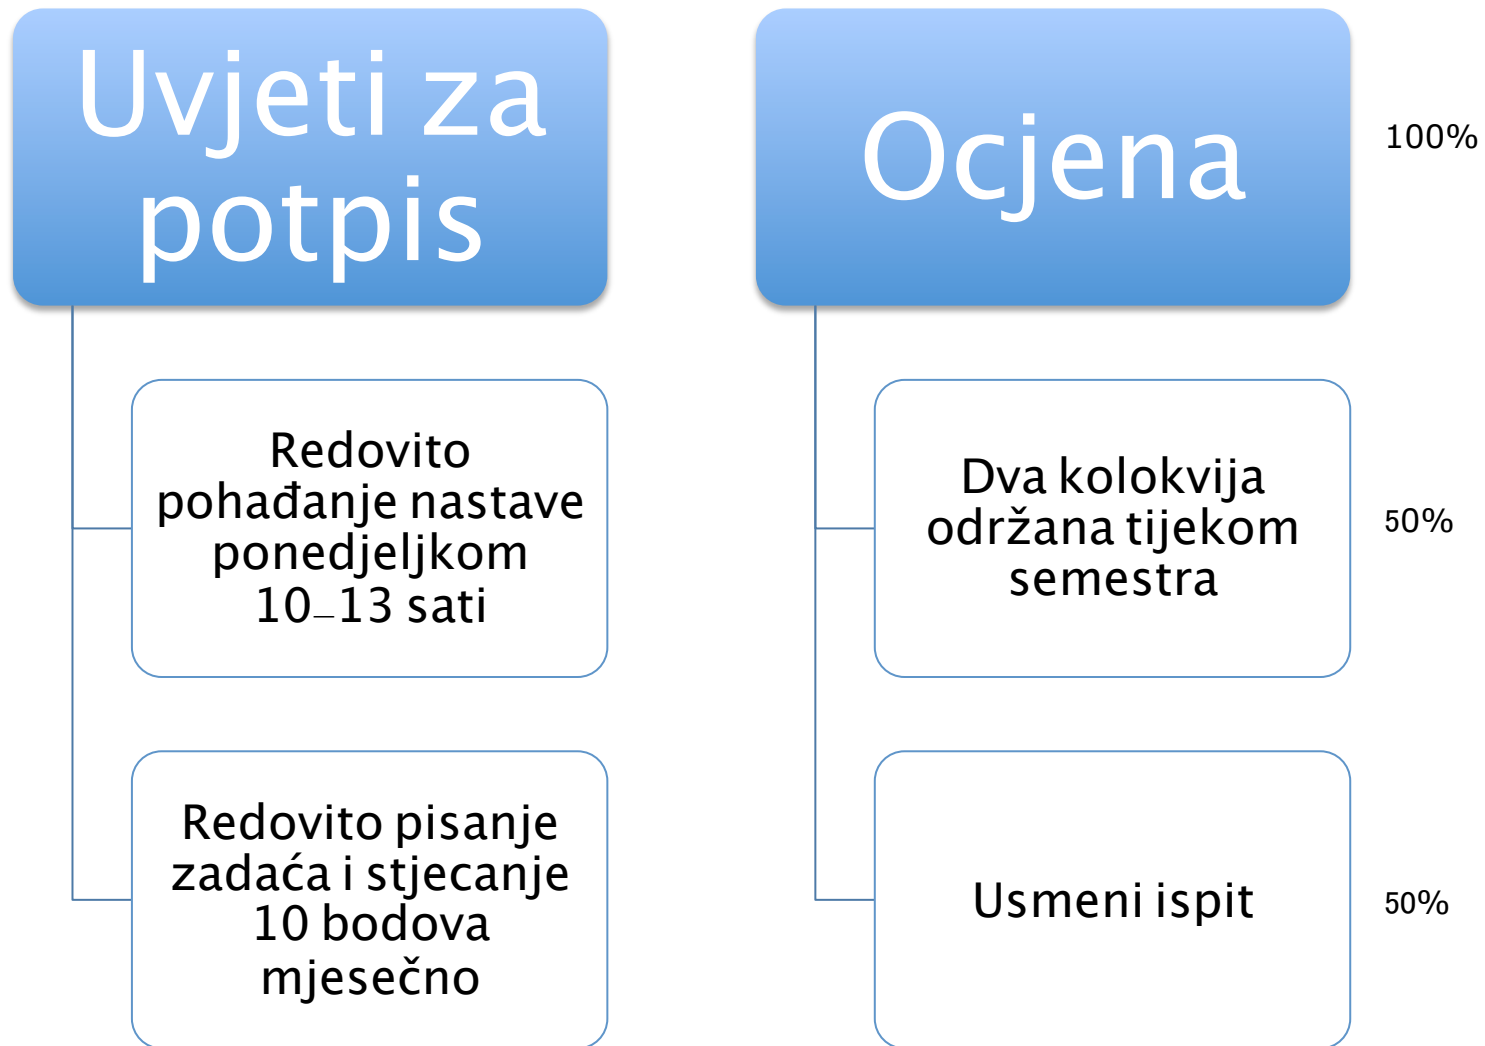 Uvjeti za
potpis
Redovito
pohađanje nastave
ponedjeljkom
10–13 sati
Redovito pisanje
zadaća i stjecanje
10 bodova
mjesečno
Ocjena
100%
Dva kolokvija
održana tijekom
semestra
50%
Usmeni ispit
50%